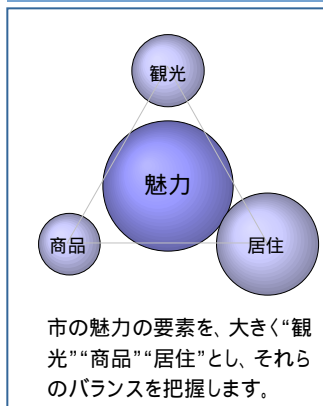 観光
魅力
商品
居住
市の魅力の要素を、大きく“観
光”“商品”“居住”とし、それら
のバランスを把握します。